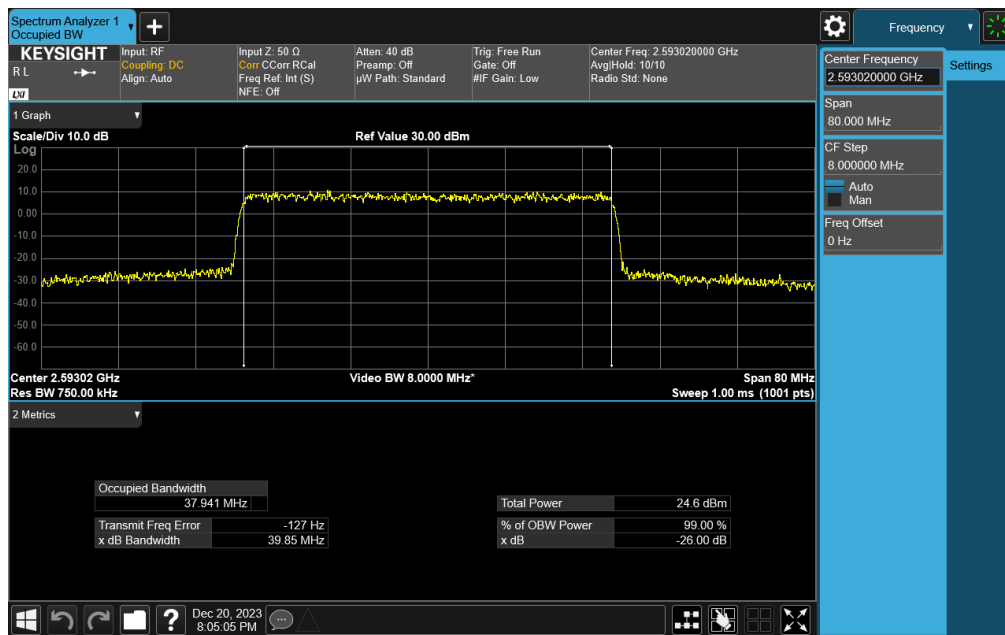 Spectrum Analyzer 1
Occupied BW
Frequency
KEYSIGHT
R L
LXI
Input: RF
Coupling: DC
Align: Auto
Input Z: 50 Ω
Corr CCorr RCal
Freq Ref: Int (S)
NFE: Off
Atten: 40 dB
Preamp: Off
µW Path: Standard
Trig: Free Run
Gate: Off
#IF Gain: Low
Center Freq: 2.593020000 GHz
Avg|Hold: 10/10
Radio Std: None
Center Frequency
2.593020000 GHz
Settings
Span
80.000 MHz
CF Step
8.000000 MHz
Auto
Man
Freq Offset
0 Hz
1 Graph
Scale/Div 10.0 dB
Ref Value 30.00 dBm
Log
20.0
10.0
0.00
-10.0
-20.0
-30.0
-40.0
-50.0
-60.0
Center 2.59302 GHz
Video BW 8.0000 MHz*
Span 80 MHz
Res BW 750.00 kHz
Sweep 1.00 ms (1001 pts)
2 Metrics
Occupied Bandwidth
37.941 MHz
Total Power 24.6 dBm
Transmit Freq Error -127 Hz
% of OBW Power 99.00 %
x dB Bandwidth 39.85 MHz
x dB -26.00 dB
Dec 20, 2023
8:05:05 PM